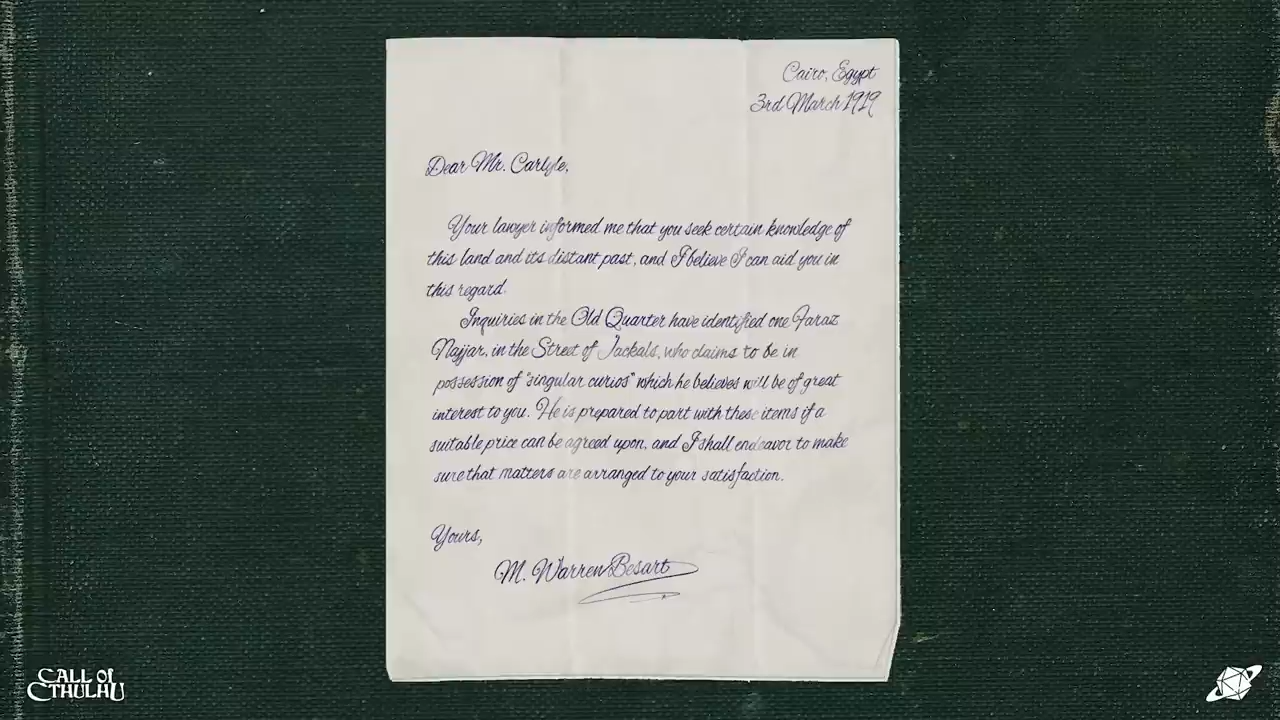 Cairo, Egypt
3rd March 1919
Dear Mr. Carlyle,
Your lawyer informed me that you seek certain knowledge of
this land and its distant past, and I believe I can aid you in
this regard.
Inquiries in the Old Quarter have identified one Faraz
Najjar, in the Street of Jackals, who claims to be in
possession of "singular curios" which he believes will be of great
interest to you. He is prepared to part with these items if a
suitable price can be agreed upon, and I shall endeavor to make
sure that matters are arranged to your satisfaction.
Yours,
M. Warren Besart
CALL of
CTHULHU